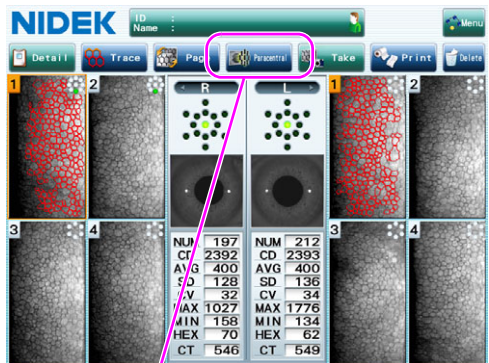 NIDEK
ID :
Name :
Menu
Detail
Trace
Page
Paracentral
Take
Print
Delete
1
2
R
L
1
2
3
4
3
4
NUM 197
CD 2392
AVG 400
SD 128
CV 32
MAX 1027
MIN 158
HEX 70
CT 546
NUM 212
CD 2393
AVG 400
SD 136
CV 34
MAX 1776
MIN 134
HEX 62
CT 549